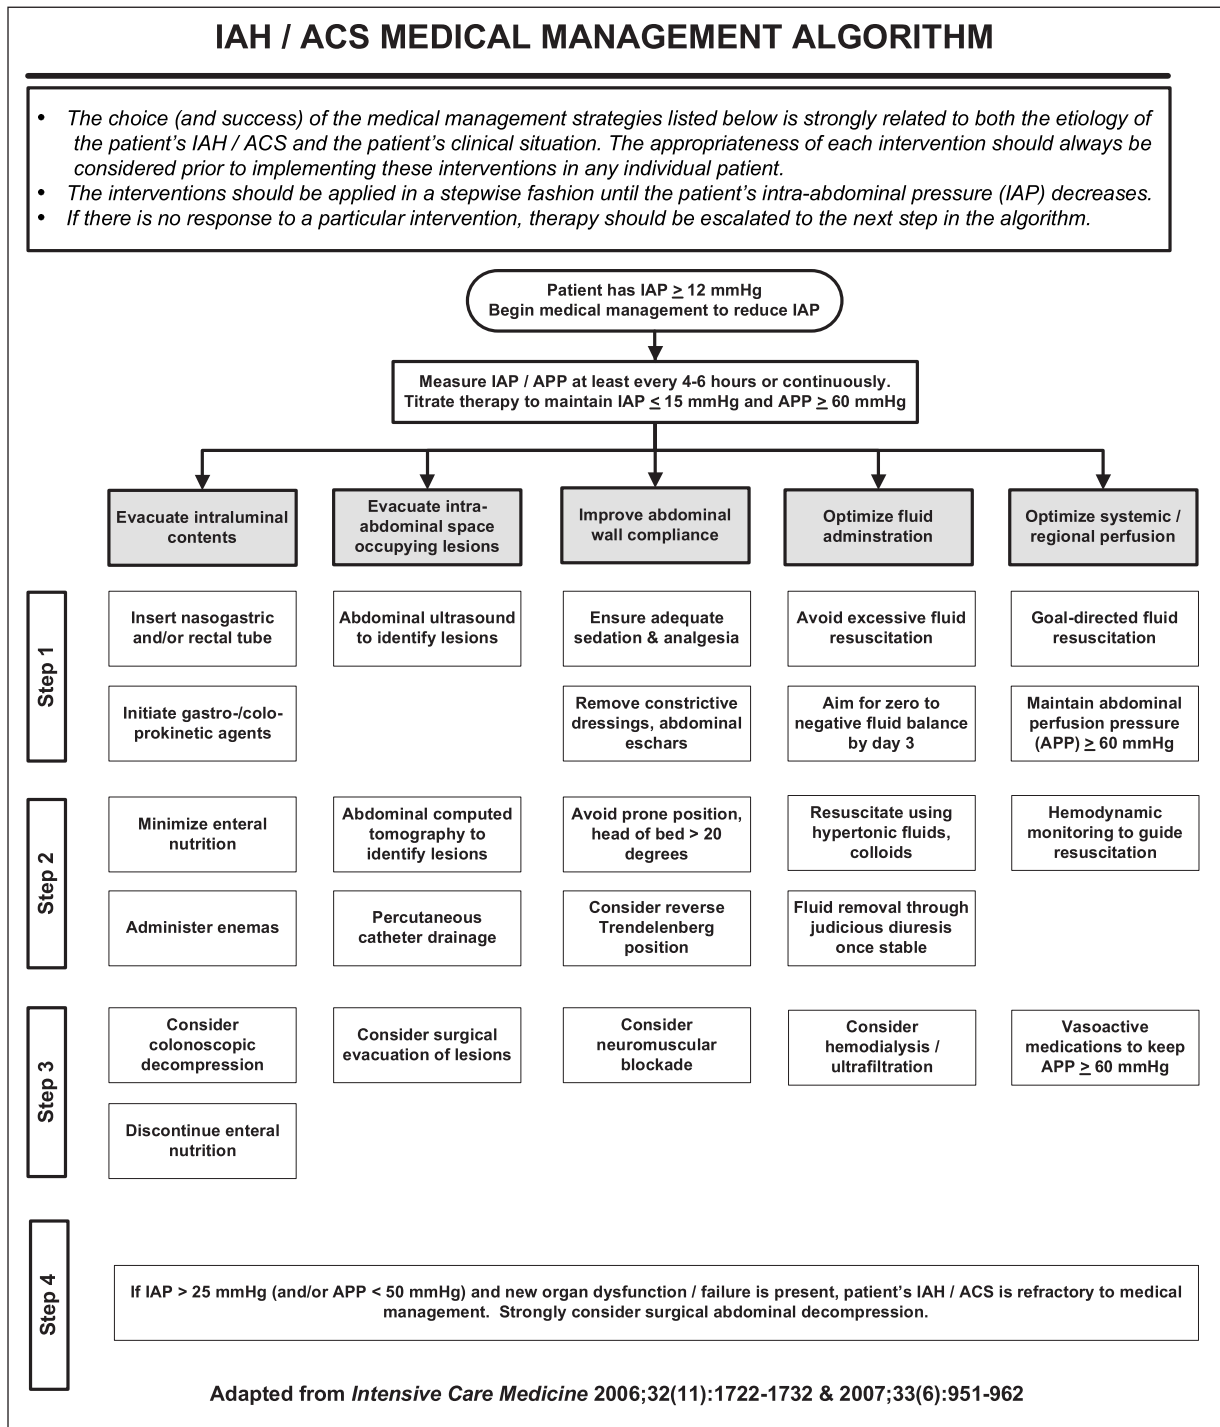 IAH / ACS MEDICAL MANAGEMENT ALGORITHM
• The choice (and success) of the medical management strategies listed below is strongly related to both the etiology of
the patient's IAH / ACS and the patient's clinical situation. The appropriateness of each intervention should always be
considered prior to implementing these interventions in any individual patient.
• The interventions should be applied in a stepwise fashion until the patient's intra-abdominal pressure (IAP) decreases.
• If there is no response to a particular intervention, therapy should be escalated to the next step in the algorithm.
Patient has IAP ≥ 12 mmHg
Begin medical management to reduce IAP
Measure IAP / APP at least every 4-6 hours or continuously.
Titrate therapy to maintain IAP ≤ 15 mmHg and APP ≥ 60 mmHg
Evacuate intraluminal
contents
Evacuate intra-
abdominal space
occupying lesions
Improve abdominal
wall compliance
Optimize fluid
adminstration
Optimize systemic /
regional perfusion
Step 1
Insert nasogastric
and/or rectal tube
Abdominal ultrasound
to identify lesions
Ensure adequate
sedation & analgesia
Avoid excessive fluid
resuscitation
Goal-directed fluid
resuscitation
Initiate gastro-/colo-
prokinetic agents
Remove constrictive
dressings, abdominal
eschars
Aim for zero to
negative fluid balance
by day 3
Maintain abdominal
perfusion pressure
(APP) ≥ 60 mmHg
Step 2
Minimize enteral
nutrition
Abdominal computed
tomography to
identify lesions
Avoid prone position,
head of bed > 20
degrees
Resuscitate using
hypertonic fluids,
colloids
Hemodynamic
monitoring to guide
resuscitation
Administer enemas
Percutaneous
catheter drainage
Consider reverse
Trendelenberg
position
Fluid removal through
judicious diuresis
once stable
Step 3
Consider
colonoscopic
decompression
Consider surgical
evacuation of lesions
Consider
neuromuscular
blockade
Consider
hemodialysis /
ultrafiltration
Vasoactive
medications to keep
APP ≥ 60 mmHg
Discontinue enteral
nutrition
Step 4
If IAP > 25 mmHg (and/or APP < 50 mmHg) and new organ dysfunction / failure is present, patient's IAH / ACS is refractory to medical
management. Strongly consider surgical abdominal decompression.
Adapted from Intensive Care Medicine 2006;32(11):1722-1732 & 2007;33(6):951-962